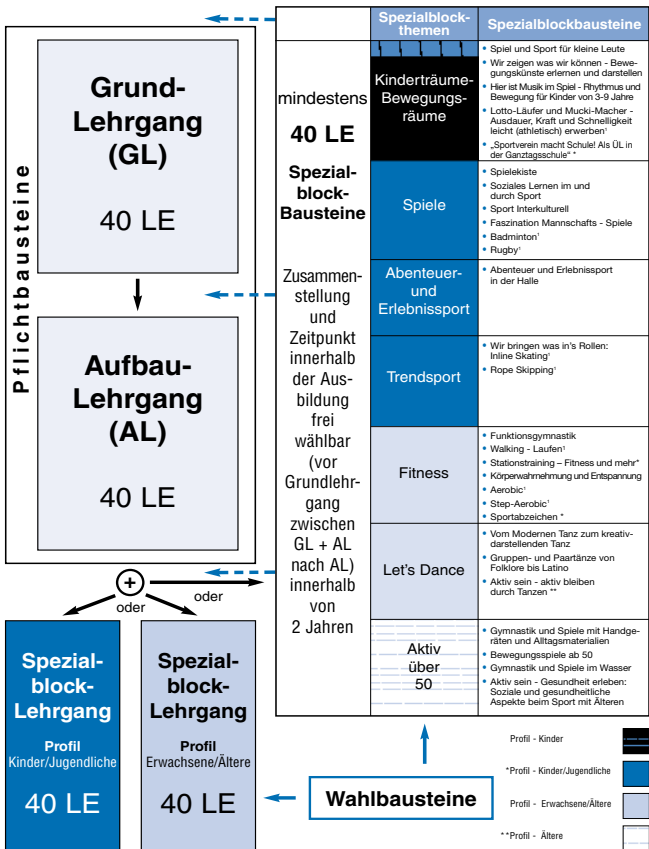 Pflichtbausteine
Grund-
Lehrgang
(GL)
40 LE
Aufbau-
Lehrgang
(AL)
40 LE
+
oder
oder
Spezial-
block-
Lehrgang
Profil
Kinder/Jugendliche
40 LE
Spezial-
block-
Lehrgang
Profil
Erwachsene/Ältere
40 LE
mindestens
40 LE
Spezial-
block-
Bausteine
Zusammen-
stellung
und
Zeitpunkt
innerhalb
der Aus-
bildung
frei
wählbar
(vor
Grundlehr-
gang
zwischen
GL + AL
nach AL)
innerhalb
von
2 Jahren
Spezialblock-
themen
Spezialblockbausteine
Kinderträume-
Bewegungs-
räume
• Spiel und Sport für kleine Leute
• Wir zeigen was wir können - Bewe-
gungskünste erlernen und darstellen
• Hier ist Musik im Spiel - Rhythmus und
Bewegung für Kinder von 3-9 Jahre
• Lotto-Läufer und Mucki-Macher -
Ausdauer, Kraft und Schnelligkeit
leicht (athletisch) erwerben¹
• „Sportverein macht Schule! Als ÜL in
der Ganztagsschule“ *
Spiele
• Spielekiste
• Soziales Lernen im und
durch Sport
• Sport Interkulturell
• Faszination Mannschafts - Spiele
• Badminton¹
• Rugby¹
Abenteuer-
und
Erlebnissport
• Abenteuer und Erlebnissport
in der Halle
Trendsport
• Wir bringen was in's Rollen:
Inline Skating¹
• Rope Skipping¹
Fitness
• Funktionsgymnastik
• Walking - Laufen¹
• Stationstraining – Fitness und mehr*
• Körperwahrnehmung und Entspannung
• Aerobic¹
• Step-Aerobic¹
• Sportabzeichen *
Let's Dance
• Vom Modernen Tanz zum kreativ-
darstellenden Tanz
• Gruppen- und Paartänze von
Folklore bis Latino
• Aktiv sein - aktiv bleiben
durch Tanzen **
Aktiv
über
50
• Gymnastik und Spiele mit Handge-
räten und Alltagsmaterialien
• Bewegungsspiele ab 50
• Gymnastik und Spiele im Wasser
• Aktiv sein - Gesundheit erleben:
Soziale und gesundheitliche
Aspekte beim Sport mit Älteren
Wahlbausteine
Profil - Kinder
*Profil - Kinder/Jugendliche
Profil - Erwachsene/Ältere
**Profil - Ältere